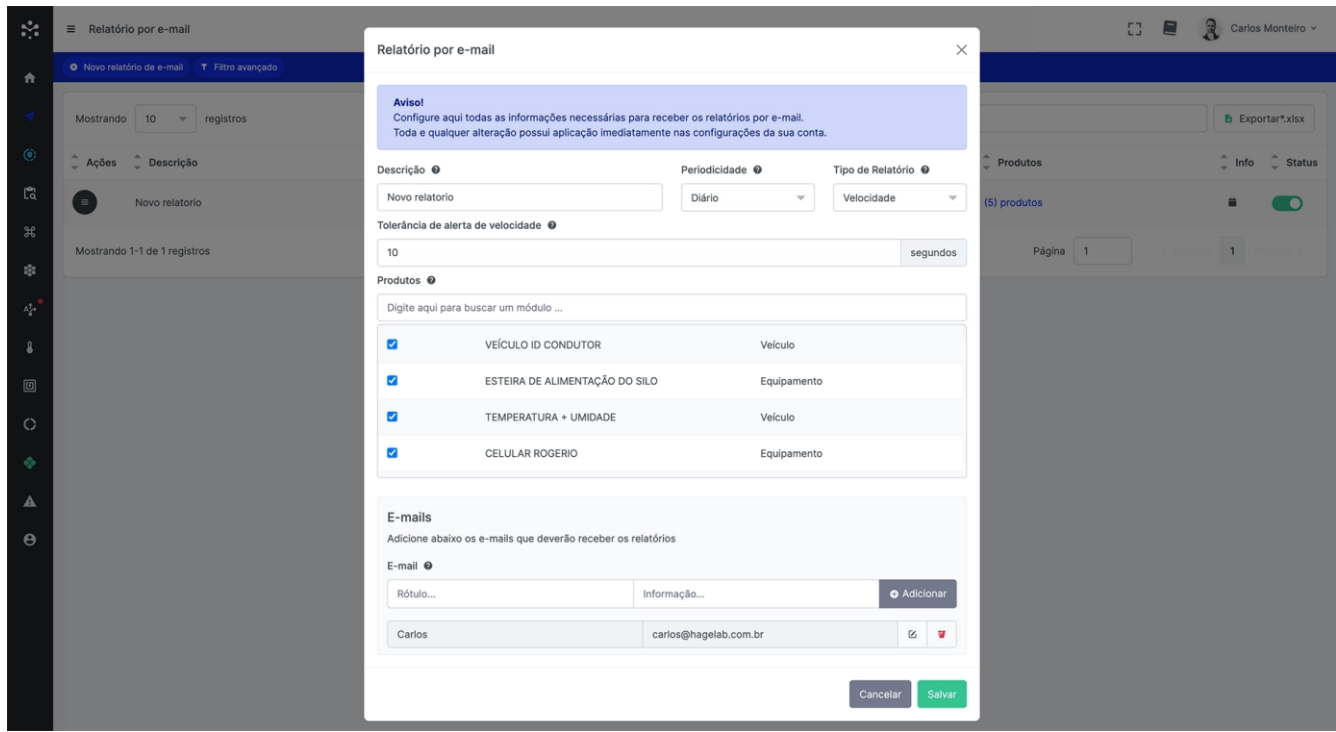 Relatório por e-mail
Carlos Monteiro
Novo relatório de e-mail
Filtro avançado
Mostrando 10 registros
Exportar*.xlsx
Ações Descrição Produtos Info Status
Novo relatorio (5) produtos
Mostrando 1-1 de 1 registros Página 1 1
Relatório por e-mail
Aviso!
Configure aqui todas as informações necessárias para receber os relatórios por e-mail.
Toda e qualquer alteração possui aplicação imediatamente nas configurações da sua conta.
Descrição Periodicidade Tipo de Relatório
Novo relatorio Diário Velocidade
Tolerância de alerta de velocidade
10 segundos
Produtos
Digite aqui para buscar um módulo ...
VEÍCULO ID CONDUTOR Veículo
ESTEIRA DE ALIMENTAÇÃO DO SILO Equipamento
TEMPERATURA + UMIDADE Veículo
CELULAR ROGERIO Equipamento
E-mails
Adicione abaixo os e-mails que deverão receber os relatórios
E-mail
Rótulo... Informação... Adicionar
Carlos carlos@hagelab.com.br
Cancelar Salvar